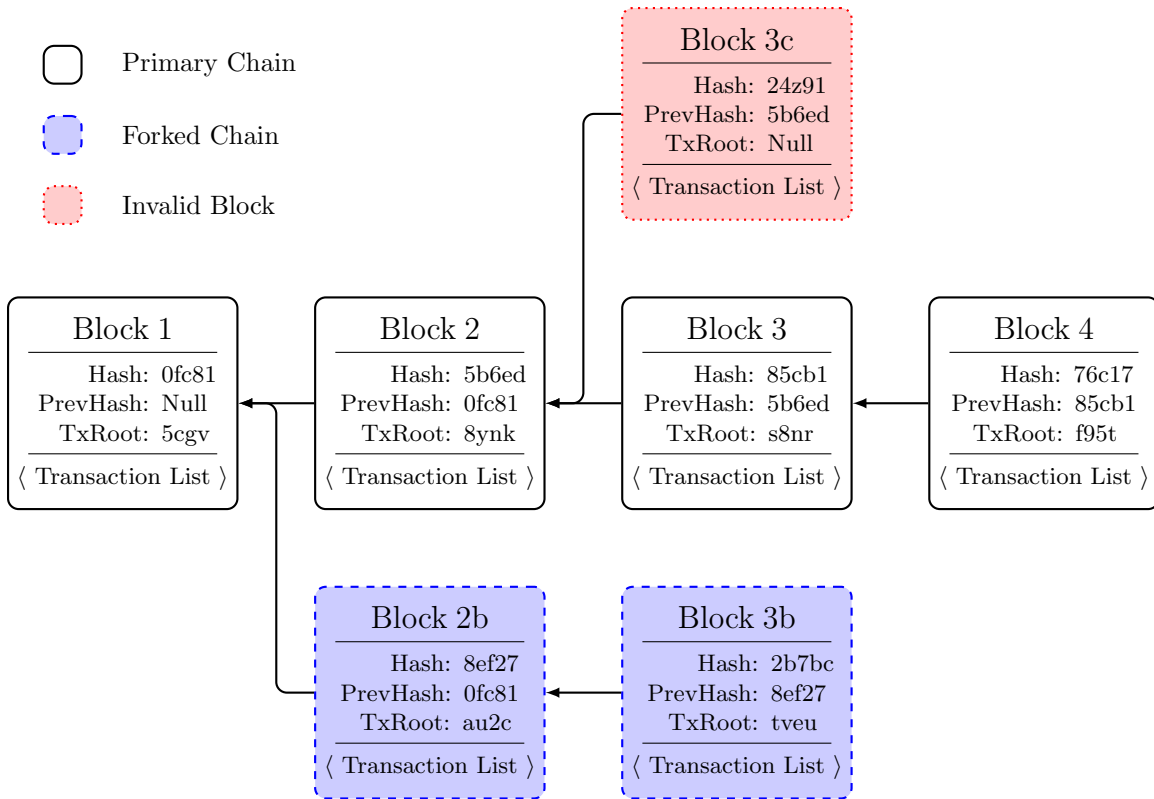 Primary Chain
Forked Chain
Invalid Block
Block 3c
Hash: 24z91
PrevHash: 5b6ed
TxRoot: Null
⟨ Transaction List ⟩
Block 1
Hash: 0fc81
PrevHash: Null
TxRoot: 5cgv
⟨ Transaction List ⟩
Block 2
Hash: 5b6ed
PrevHash: 0fc81
TxRoot: 8ynk
⟨ Transaction List ⟩
Block 3
Hash: 85cb1
PrevHash: 5b6ed
TxRoot: s8nr
⟨ Transaction List ⟩
Block 4
Hash: 76c17
PrevHash: 85cb1
TxRoot: f95t
⟨ Transaction List ⟩
Block 2b
Hash: 8ef27
PrevHash: 0fc81
TxRoot: au2c
⟨ Transaction List ⟩
Block 3b
Hash: 2b7bc
PrevHash: 8ef27
TxRoot: tveu
⟨ Transaction List ⟩